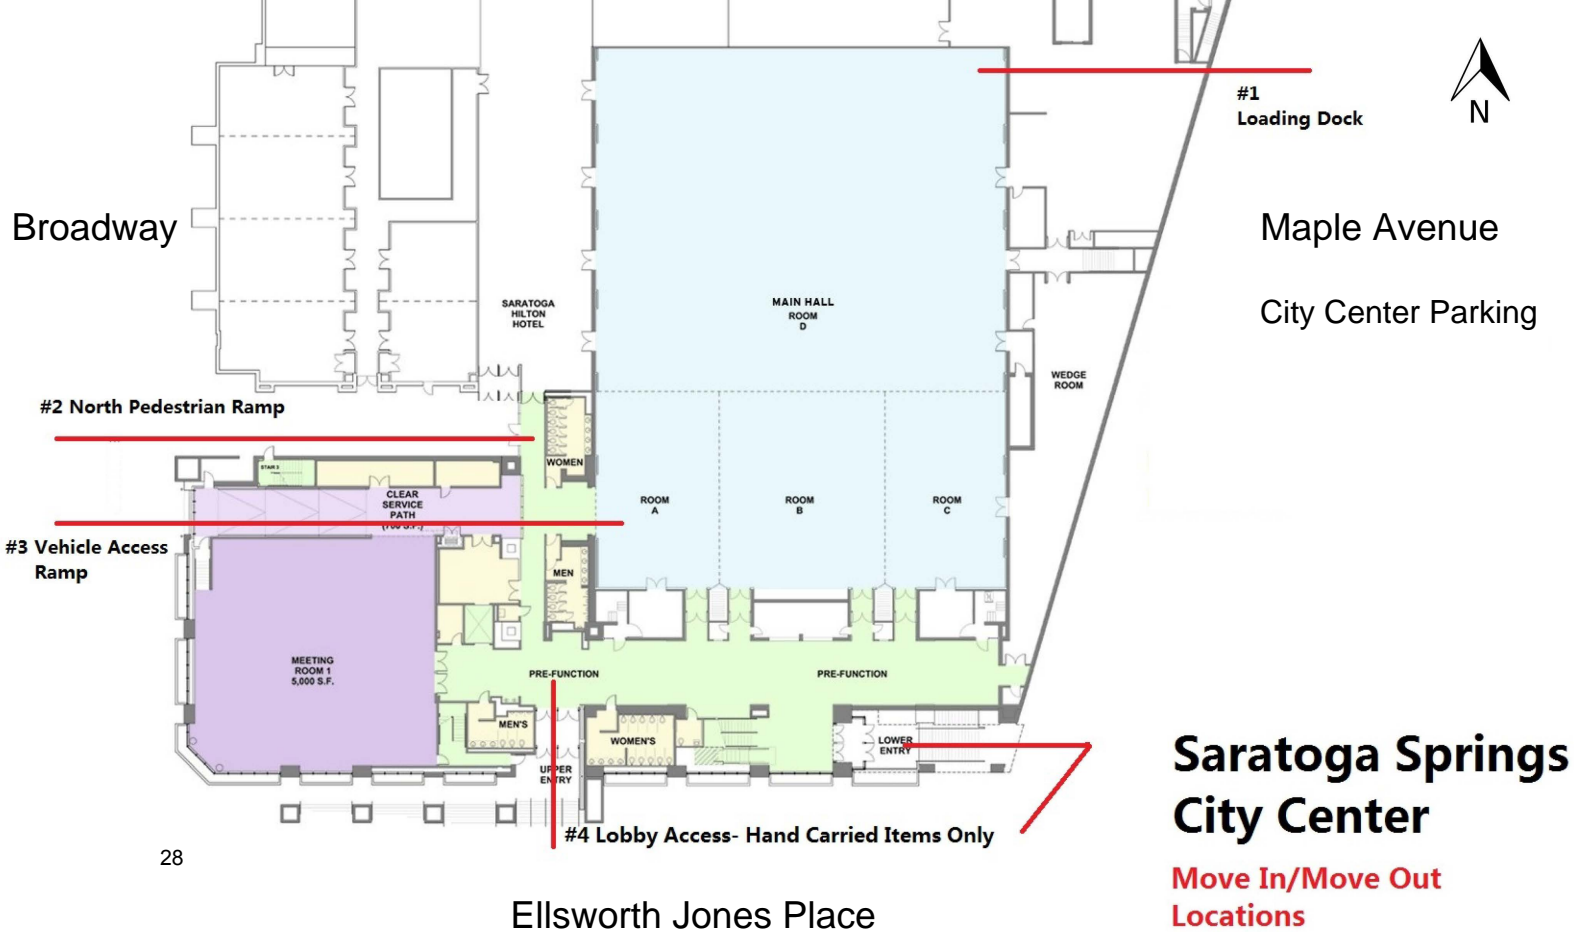 #1
Loading Dock
N
Broadway
Maple Avenue
City Center Parking
SARATOGA
HILTON
HOTEL
MAIN HALL
ROOM
D
WEDGE
ROOM
#2 North Pedestrian Ramp
WOMEN
STAIR 2
CLEAR
SERVICE
PATH
(700 S.F.)
ROOM
A
ROOM
B
ROOM
C
#3 Vehicle Access
Ramp
MEN
MEETING
ROOM 1
5,000 S.F.
PRE-FUNCTION
PRE-FUNCTION
MEN'S
WOMEN'S
LOWER
ENTRY
UPPER
ENTRY
#4 Lobby Access- Hand Carried Items Only
Saratoga Springs
City Center
Move In/Move Out
Locations
28
Ellsworth Jones Place